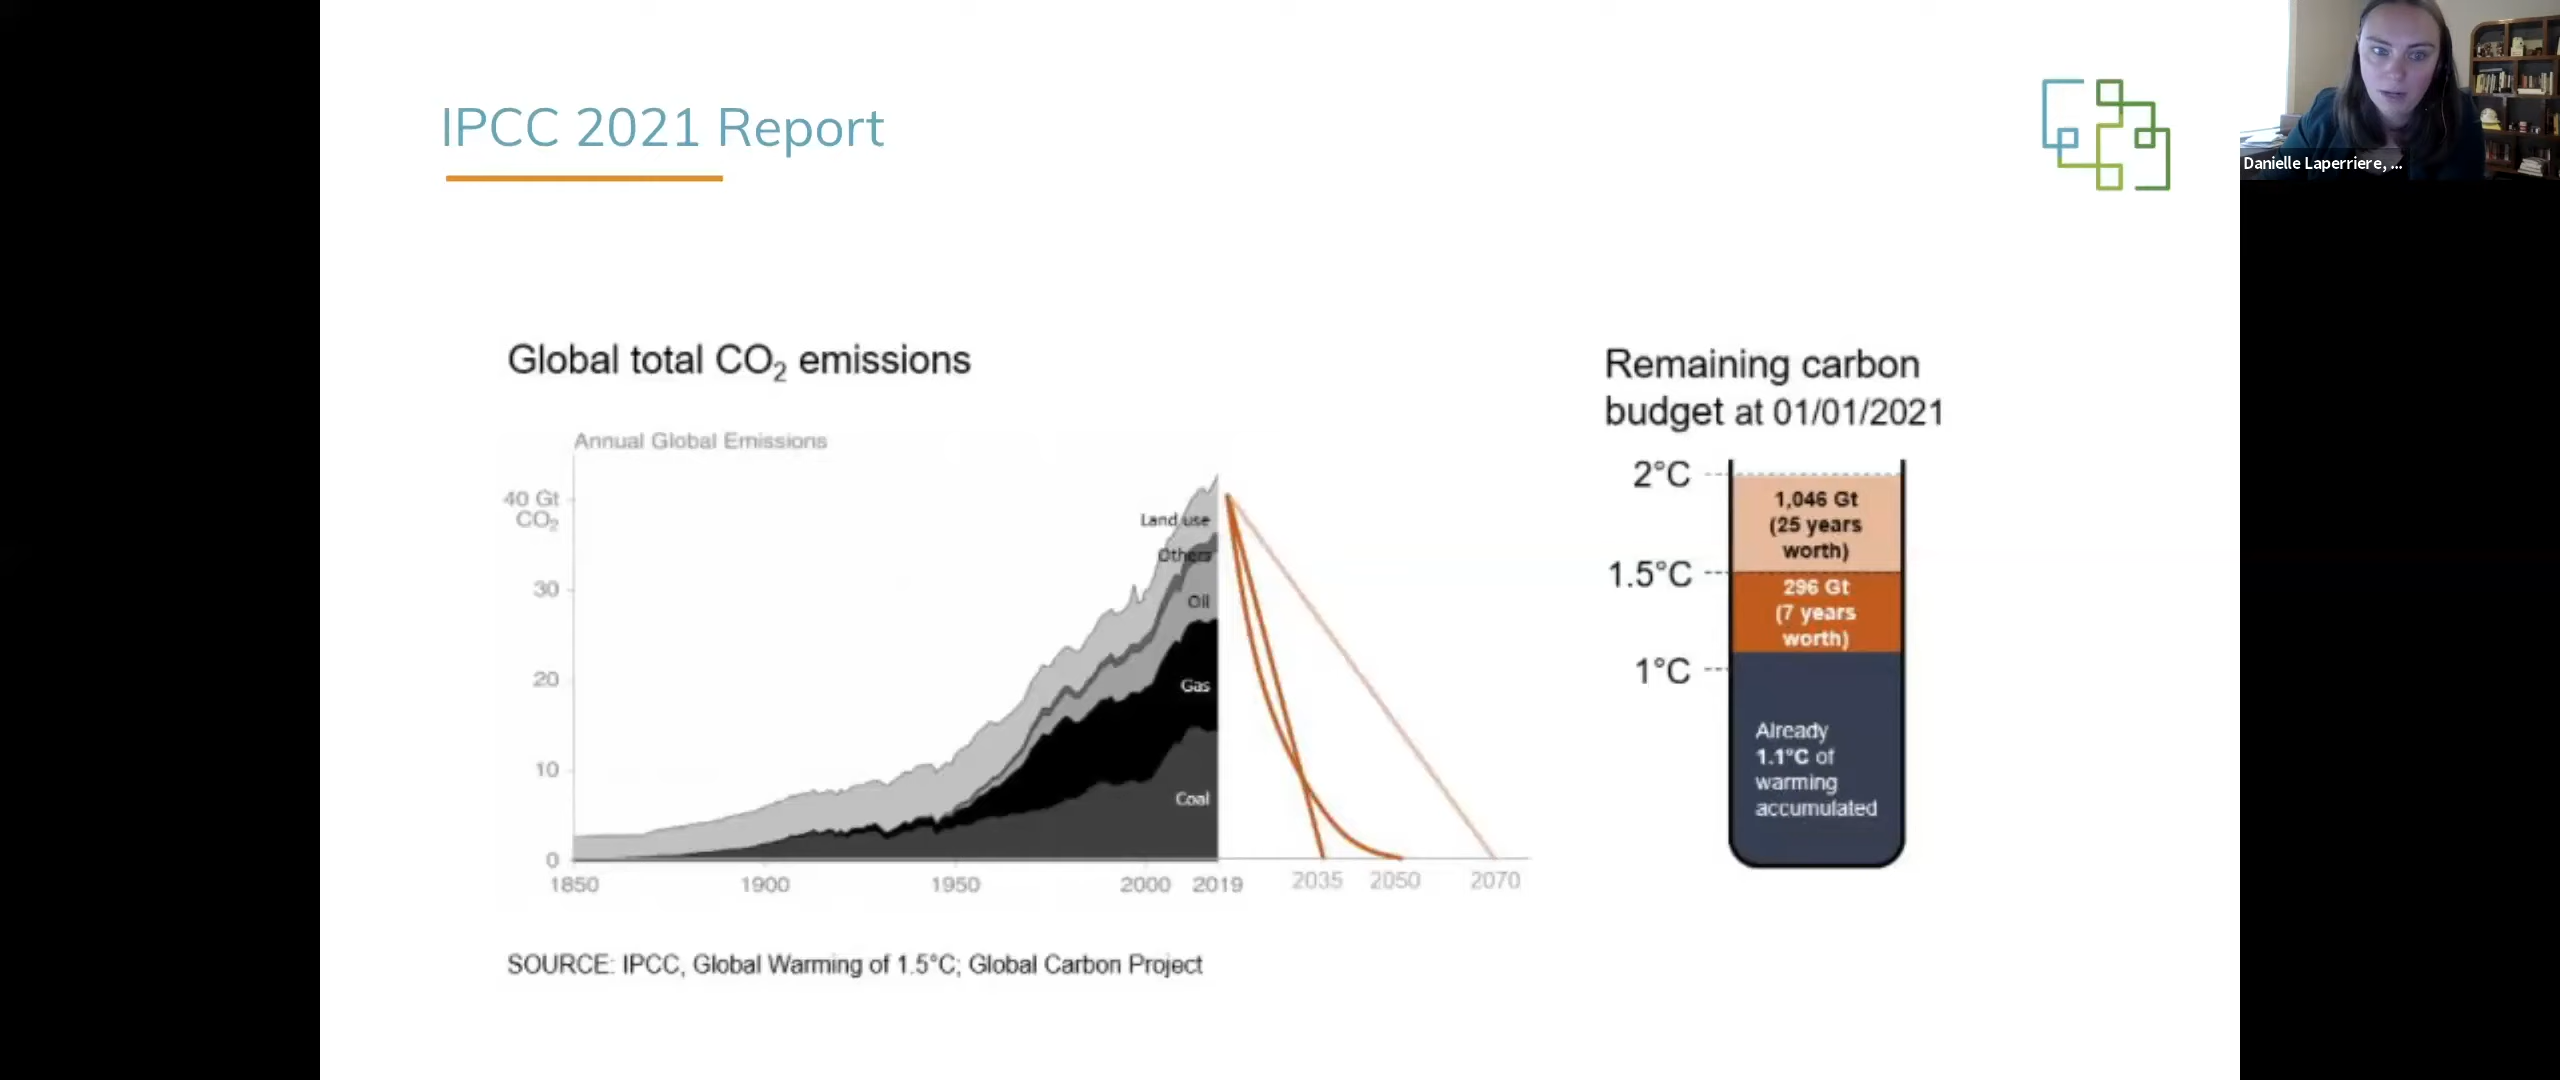 IPCC 2021 Report
Danielle Laperriere, ...
Global total CO₂ emissions
Annual Global Emissions
40 Gt
CO₂
30
20
10
0
Land use
Others
Oil
Gas
Coal
1850
1900
1950
2000
2019
2035
2050
2070
SOURCE: IPCC, Global Warming of 1.5°C; Global Carbon Project
Remaining carbon
budget at 01/01/2021
2°C
1,046 Gt
(25 years
worth)
1.5°C
296 Gt
(7 years
worth)
1°C
Already
1.1°C of
warming
accumulated